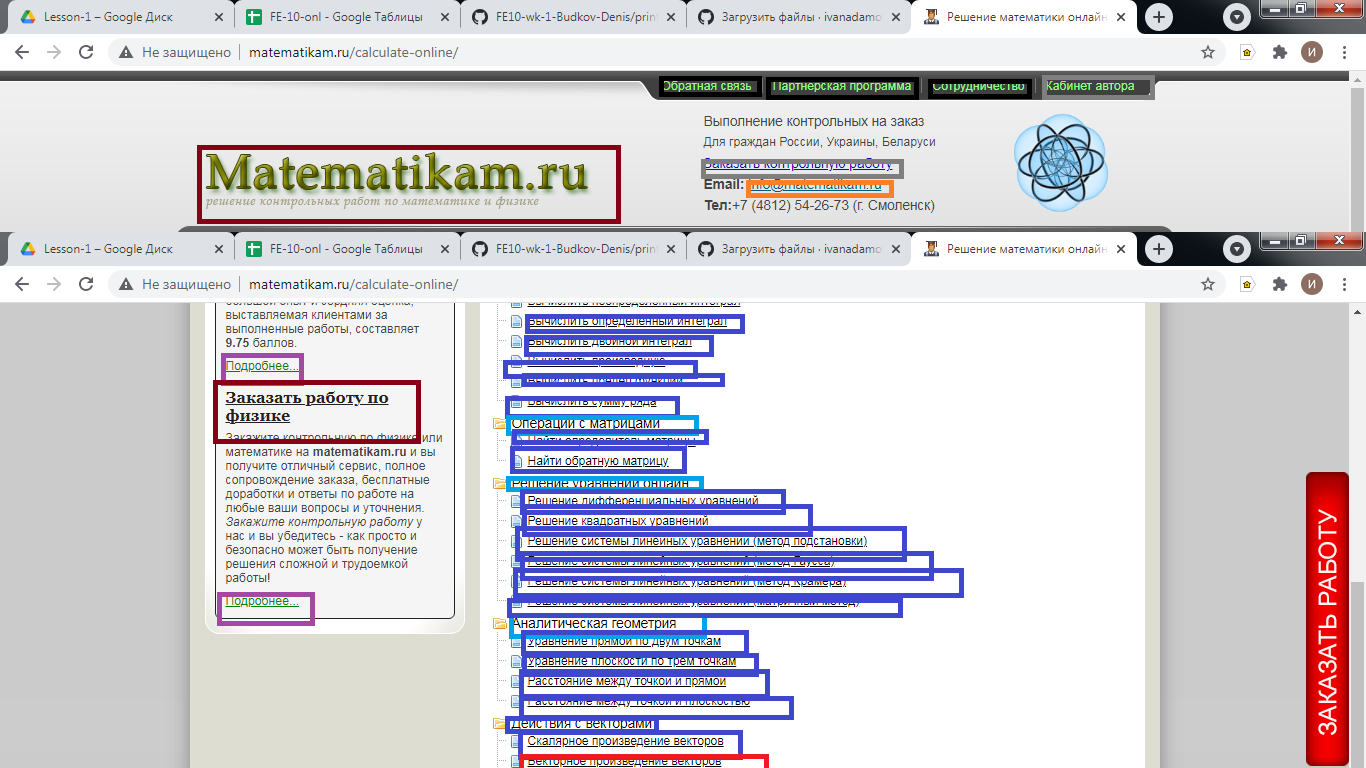 Lesson-1 – Google Диск
FE-10-onl - Google Таблицы
FE10-wk-1-Budkov-Denis/prin
Загрузить файлы · ivanadamo
Решение математики онлайн
Не защищено
matematikam.ru/calculate-online/
И
Обратная связь
Партнерская программа
Сотрудничество
Кабинет автора
Выполнение контрольных на заказ
Для граждан России, Украины, Беларуси
Заказать контрольную работу
Email: info@matematikam.ru
Тел:+7 (4812) 54-26-73 (г. Смоленск)
Matematikam.ru
решение контрольных работ по математике и физике
Lesson-1 – Google Диск
FE-10-onl - Google Таблицы
FE10-wk-1-Budkov-Denis/prin
Загрузить файлы · ivanadamo
Решение математики онлайн
Не защищено
matematikam.ru/calculate-online/
И
выставляемая клиентами за
выполненные работы, составляет
9.75 баллов.
Подробнее...
Заказать работу по
физике
Закажите контрольную по физике или
математике на matematikam.ru и вы
получите отличный сервис, полное
сопровождение заказа, бесплатные
доработки и ответы по работе на
любые ваши вопросы и уточнения.
Закажите контрольную работу у
нас и вы убедитесь - как просто и
безопасно может быть получение
решения сложной и трудоемкой
работы!
Подробнее...
Вычислить неопределенный интеграл
Вычислить определенный интеграл
Вычислить двойной интеграл
Вычислить производную
Вычислить предел функции
Вычислить сумму ряда
Операции с матрицами
Найти определитель матрицы
Найти обратную матрицу
Решение уравнений онлайн
Решение дифференциальных уравнений
Решение квадратных уравнений
Решение системы линейных уравнений (метод подстановки)
Решение системы линейных уравнений (метод Гаусса)
Решение системы линейных уравнений (метод Крамера)
Решение системы линейных уравнений (матричный метод)
Аналитическая геометрия
Уравнение прямой по двум точкам
Уравнение плоскости по трем точкам
Расстояние между точкой и прямой
Расстояние между точкой и плоскостью
Действия с векторами
Скалярное произведение векторов
Векторное произведение векторов
ЗАКАЗАТЬ РАБОТУ